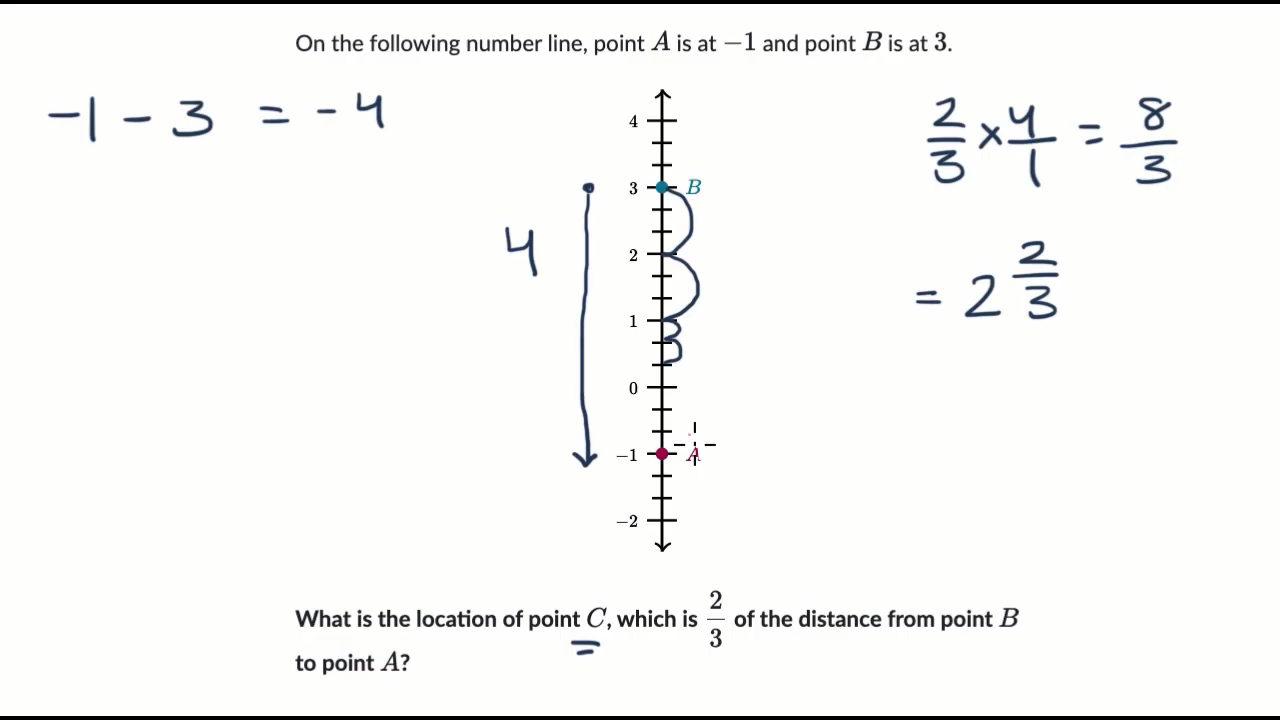 On the following number line, point A is at −1 and point B is at 3.
−1 − 3 = −4
2/3 × 4/1 = 8/3
= 2 2/3
4
4
3 B
2
1
0
−1 A
−2
What is the location of point C, which is 2/3 of the distance from point B
to point A?